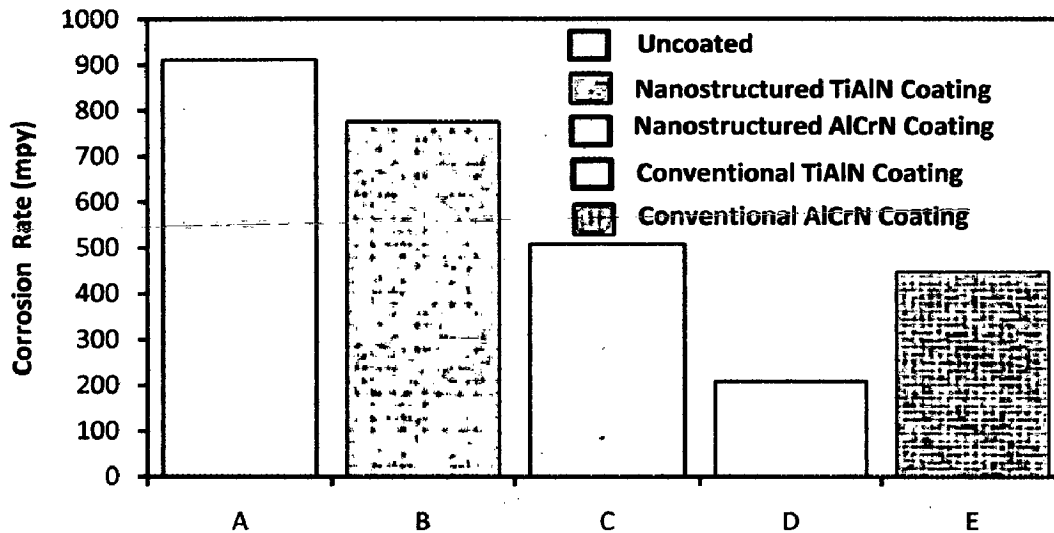 1000
900
800
700
600
500
400
300
200
100
0
Corrosion Rate (mpy)
Uncoated
Nanostructured TiAlN Coating
Nanostructured AlCrN Coating
Conventional TiAlN Coating
Conventional AlCrN Coating
A B C D E